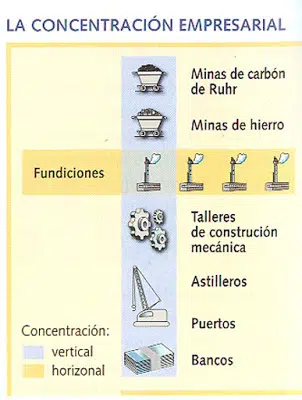 LA CONCENTRACIÓN EMPRESARIAL
Minas de carbón
de Ruhr
Minas de hierro
Fundiciones
Talleres
de construción
mecánica
Astilleros
Puertos
Bancos
Concentración:
vertical
horizonal